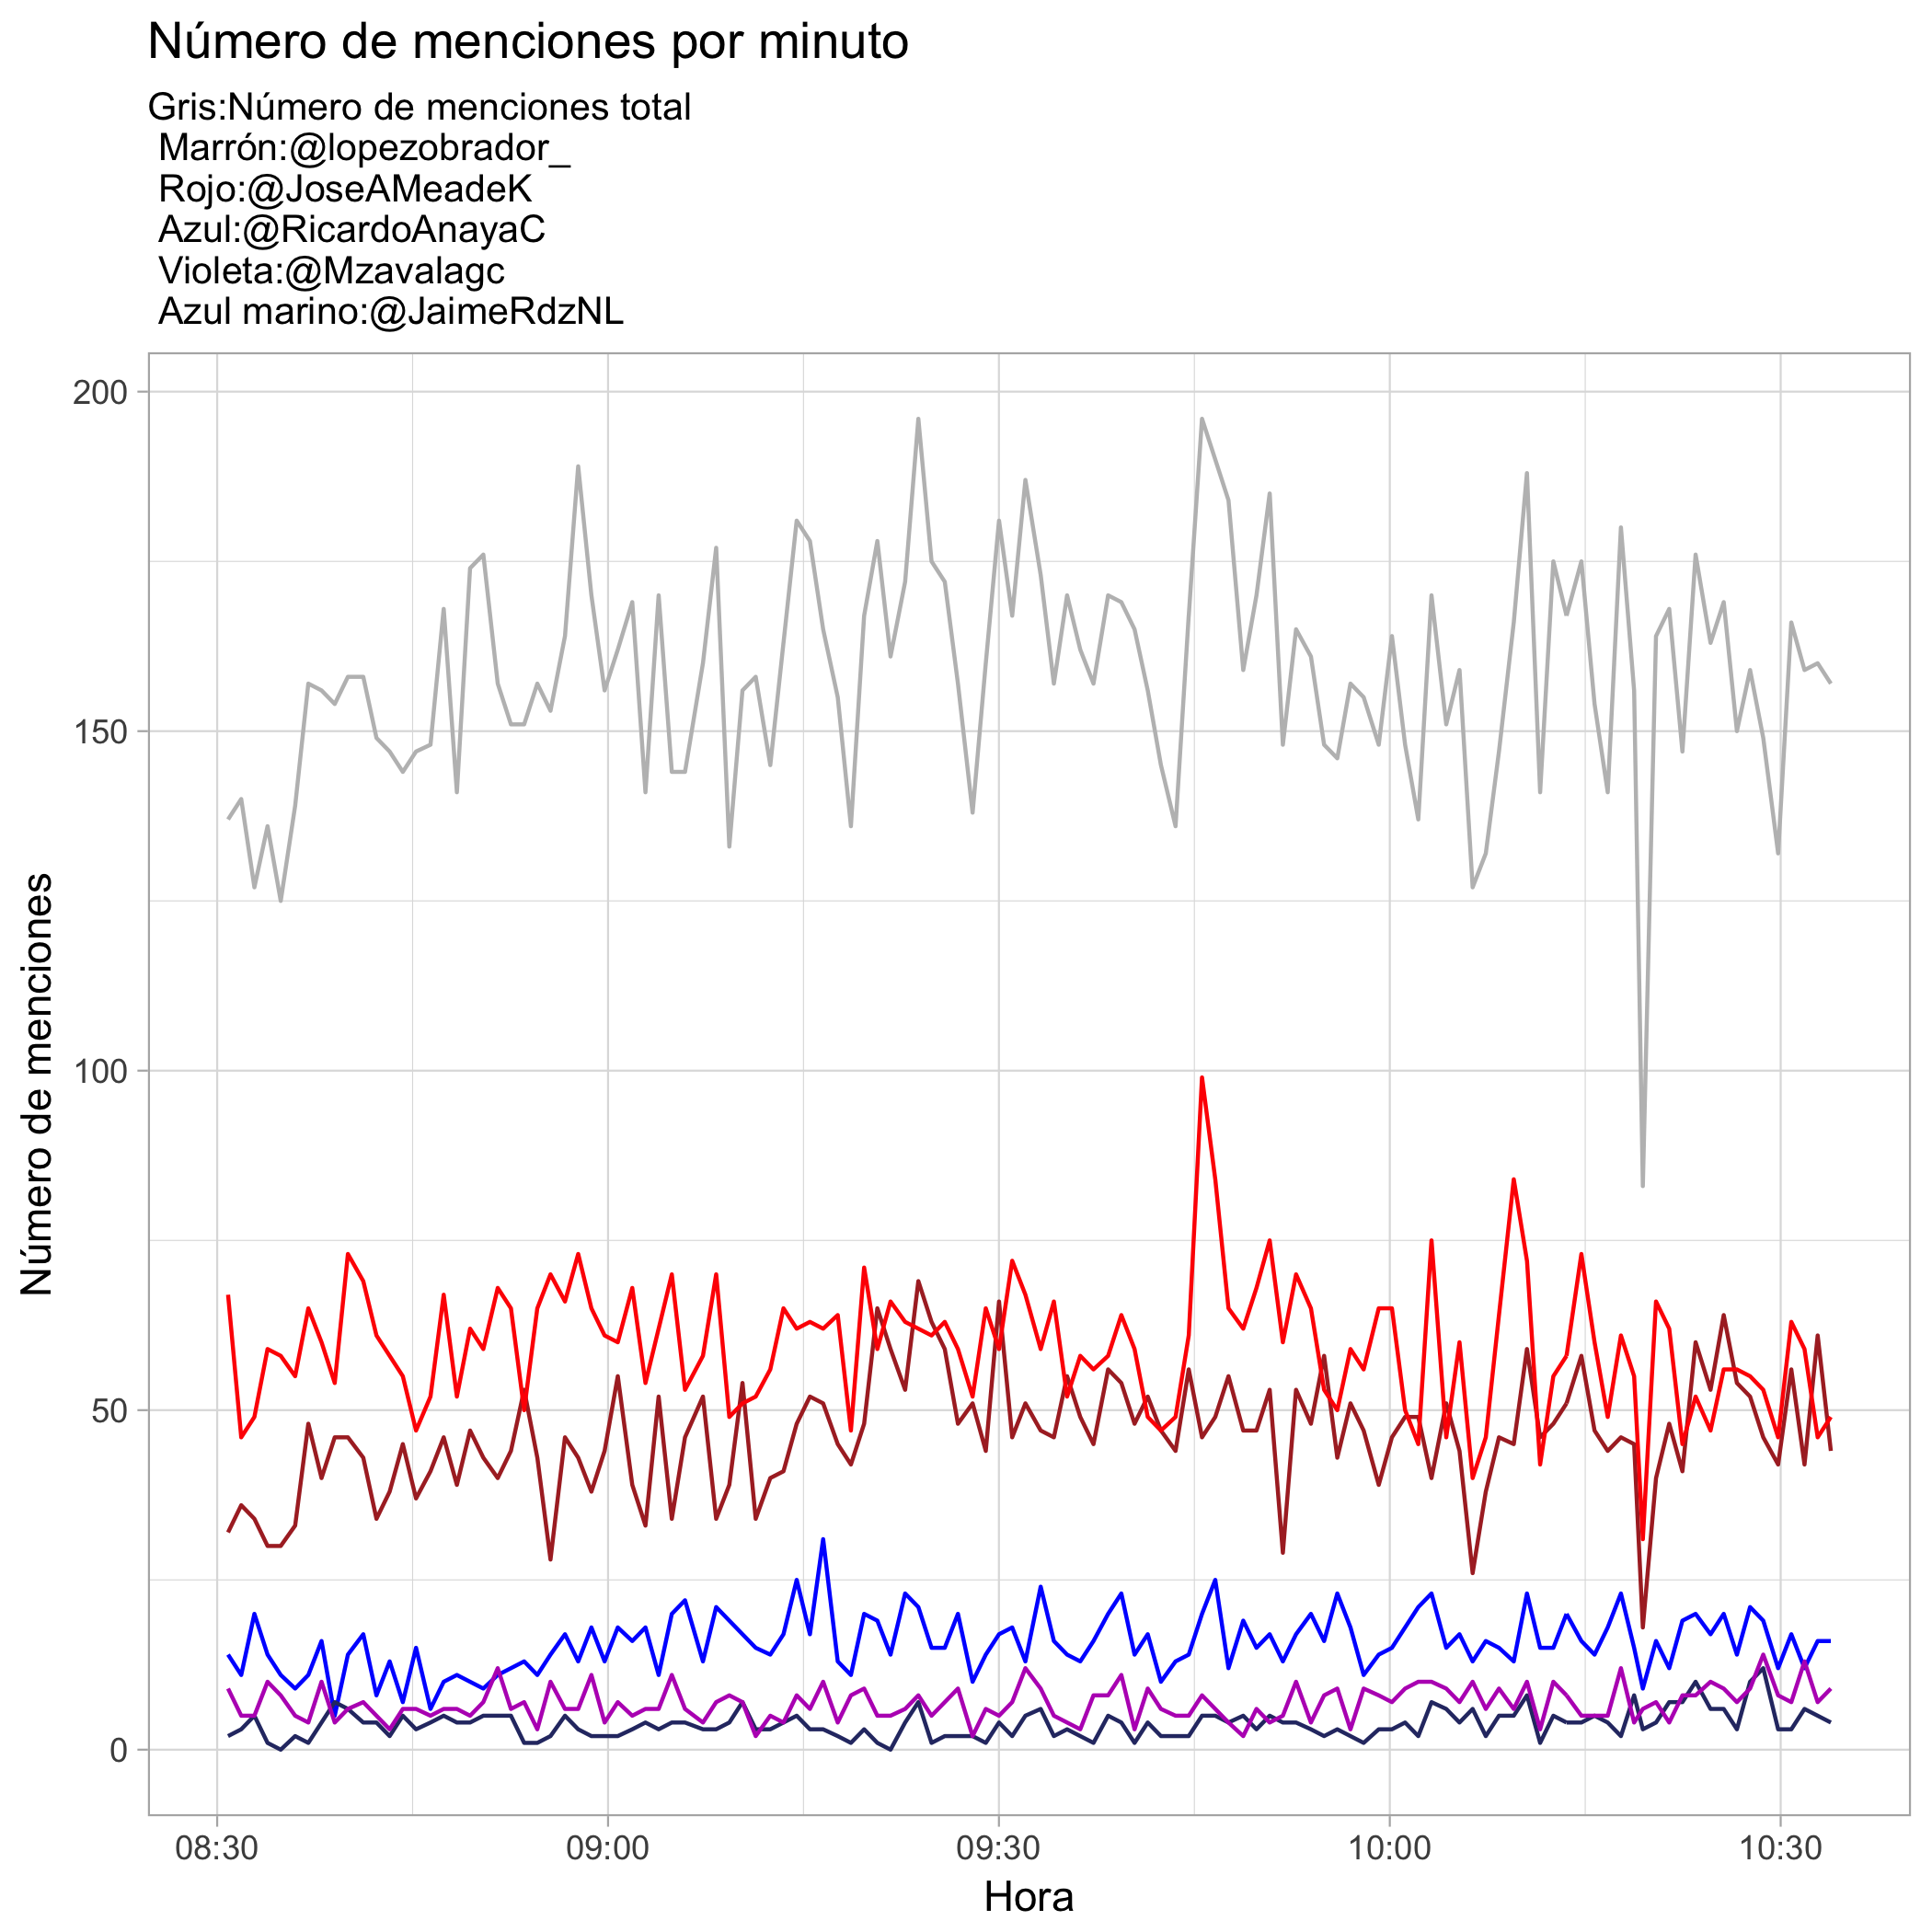 Número de menciones por minuto
Gris:Número de menciones total
Marrón:@lopezobrador_
Rojo:@JoseAMeadeK
Azul:@RicardoAnayaC
Violeta:@Mzavalagc
Azul marino:@JaimeRdzNL
200
150
100
50
0
Número de menciones
08:30
09:00
09:30
10:00
10:30
Hora